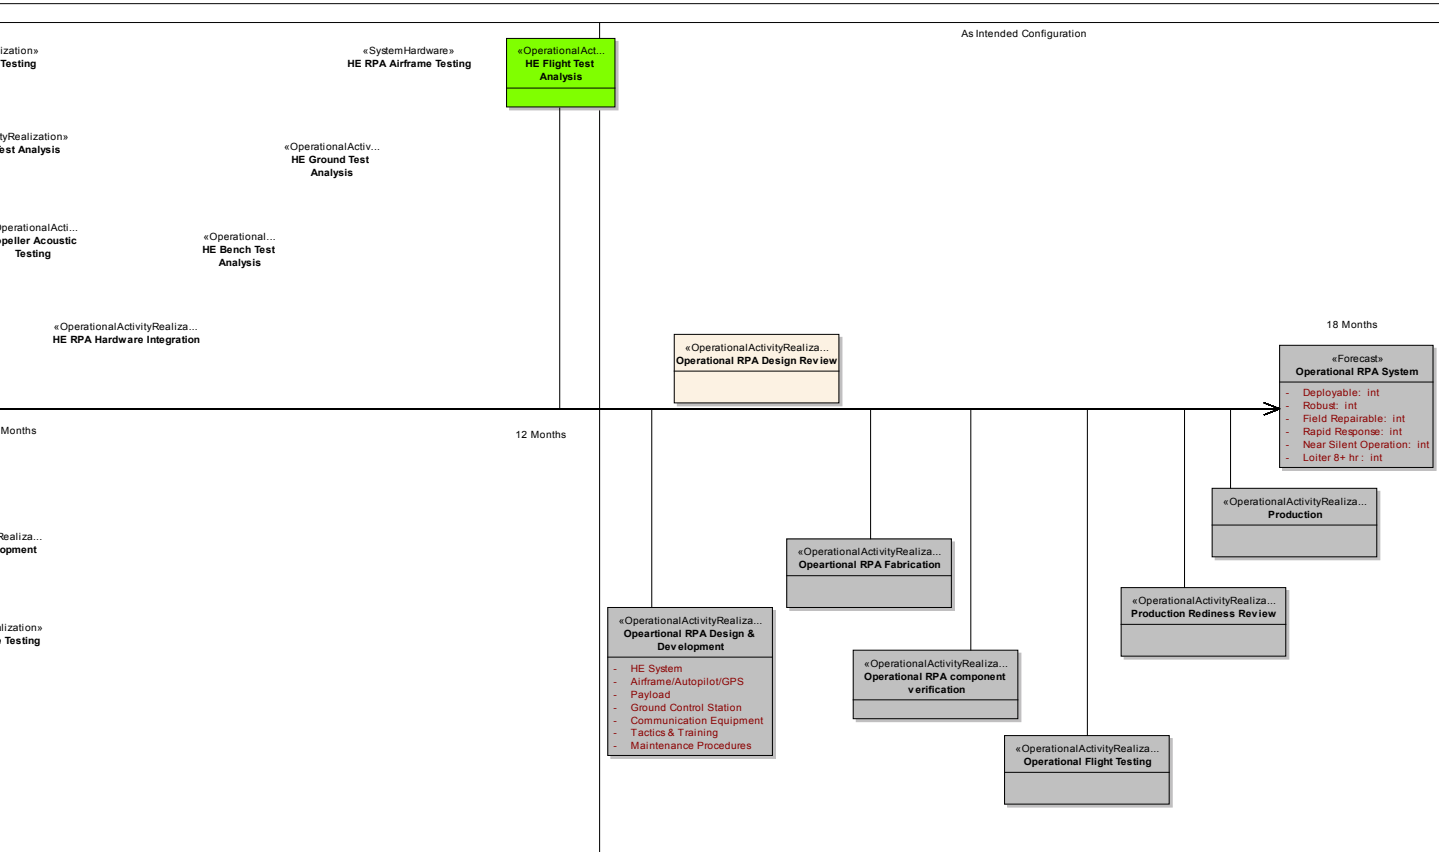 As Intended Configuration
ization»
Testing
«SystemHardware»
HE RPA Airframe Testing
«OperationalAct...
HE Flight Test
Analysis
tyRealization»
est Analysis
«OperationalActiv...
HE Ground Test
Analysis
OperationalActi...
peller Acoustic
Testing
«Operational...
HE Bench Test
Analysis
«OperationalActivityRealiza...
HE RPA Hardware Integration
«OperationalActivityRealiza...
Operational RPA Design Review
18 Months
«Forecast»
Operational RPA System
- Deployable: int
- Robust: int
- Field Repairable: int
- Rapid Response: int
- Near Silent Operation: int
- Loiter 8+ hr : int
Months
12 Months
«OperationalActivityRealiza...
Production
Realiza...
opment
«OperationalActivityRealiza...
Opeartional RPA Fabrication
«OperationalActivityRealiza...
Production Rediness Review
lization»
e Testing
«OperationalActivityRealiza...
Opeartional RPA Design &
Development
- HE System
- Airframe/Autopilot/GPS
- Payload
- Ground Control Station
- Communication Equipment
- Tactics & Training
- Maintenance Procedures
«OperationalActivityRealiza...
Operational RPA component
verification
«OperationalActivityRealiza...
Operational Flight Testing